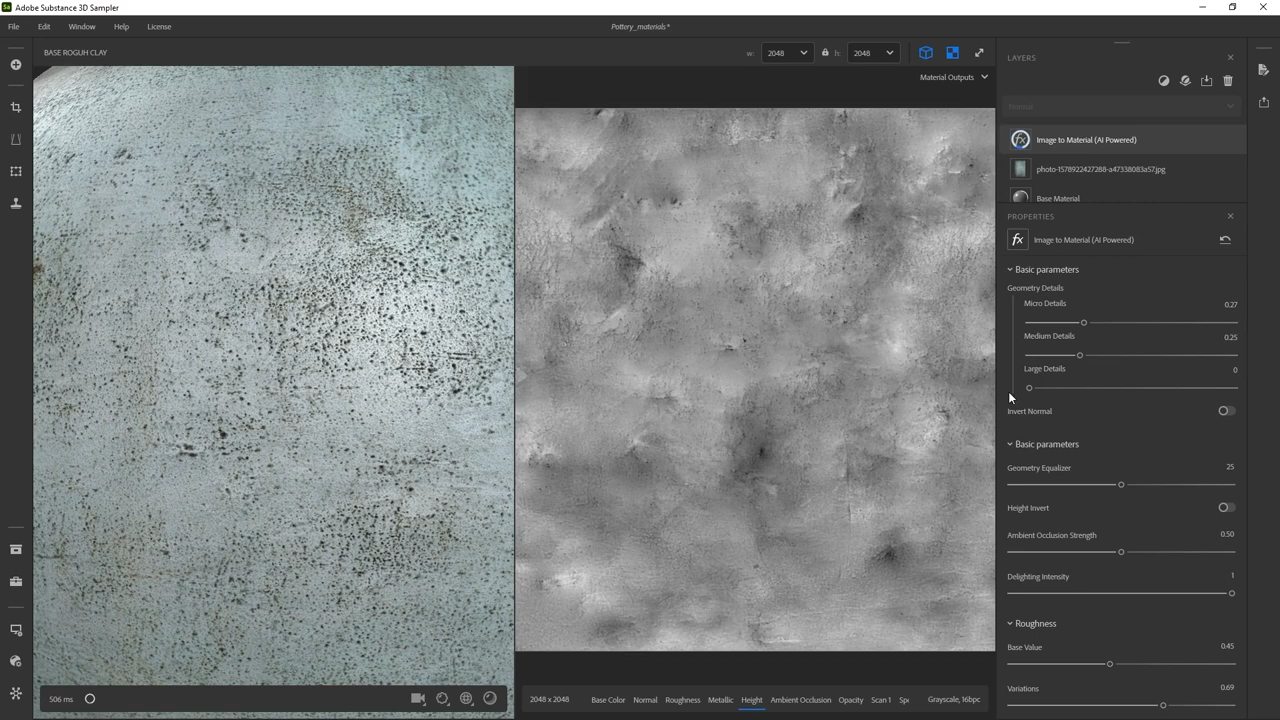 Adobe Substance 3D Sampler
File Edit Window Help License
Pottery_materials*
BASE ROGUH CLAY
w: 2048 h: 2048
Material Outputs
LAYERS
Normal
Image to Material (AI Powered)
photo-1578922427288-a47338083a57.jpg
Base Material
PROPERTIES
fx Image to Material (AI Powered)
Basic parameters
Geometry Details
Micro Details 0.27
Medium Details 0.25
Large Details 0
Invert Normal
Basic parameters
Geometry Equalizer 25
Height Invert
Ambient Occlusion Strength 0.50
Delighting Intensity 1
Roughness
Base Value 0.45
Variations 0.69
506 ms
2048 x 2048 Base Color Normal Roughness Metallic Height Ambient Occlusion Opacity Scan 1 Spe Grayscale, 16bpc